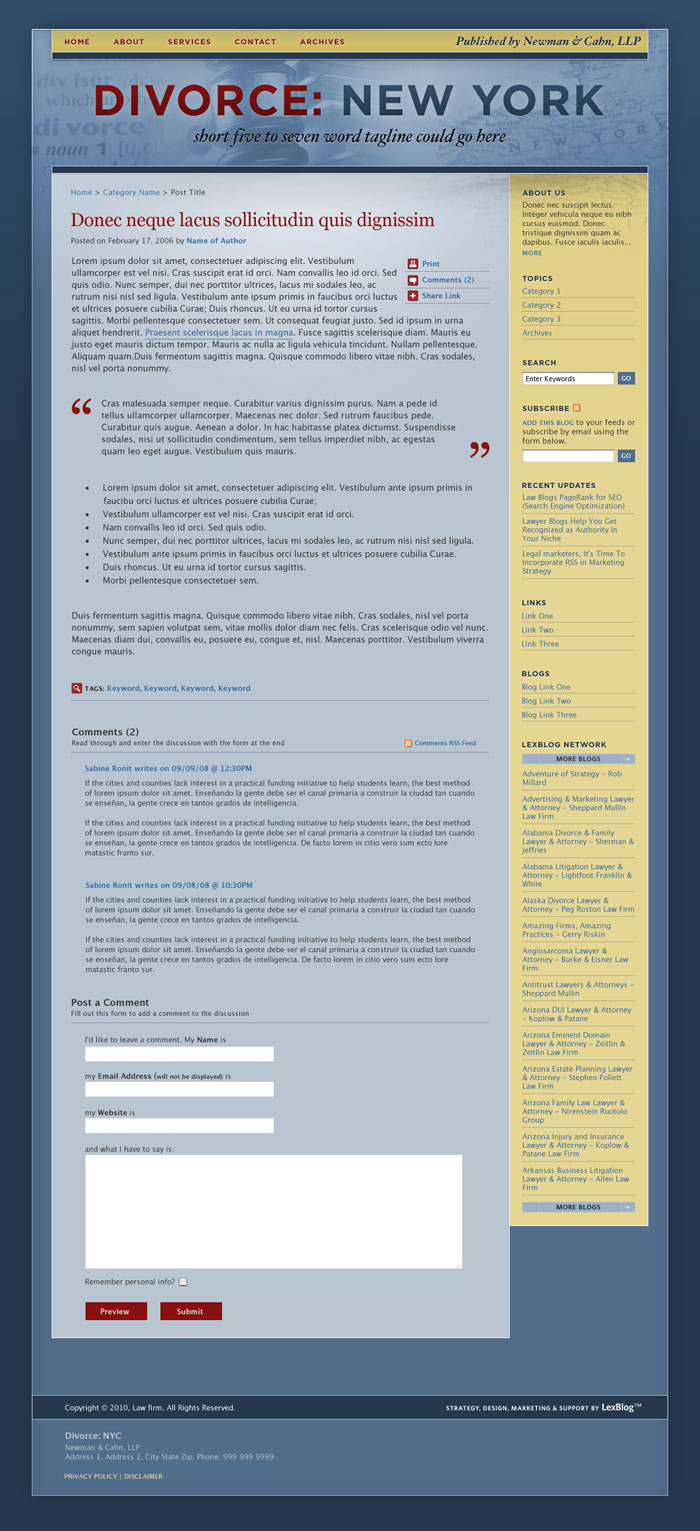 HOME ABOUT SERVICES CONTACT ARCHIVES
Published by Newman & Cahn, LLP
div·isor
which an
di·vorce
noun 1
NEW YORK
DIVORCE: NEW YORK
short five to seven word tagline could go here
Home > Category Name > Post Title
Donec neque lacus sollicitudin quis dignissim
Posted on February 17, 2006 by Name of Author
Print
Comments (2)
Share Link
Lorem ipsum dolor sit amet, consectetuer adipiscing elit. Vestibulum
ullamcorper est vel nisi. Cras suscipit erat id orci. Nam convallis leo id orci. Sed
quis odio. Nunc semper, dui nec porttitor ultrices, lacus mi sodales leo, ac
rutrum nisi nisl sed ligula. Vestibulum ante ipsum primis in faucibus orci luctus
et ultrices posuere cubilia Curae; Duis rhoncus. Ut eu urna id tortor cursus
sagittis. Morbi pellentesque consectetuer sem. Ut consequat feugiat justo. Sed id ipsum in urna
aliquet hendrerit. Praesent scelerisque lacus in magna. Fusce sagittis scelerisque diam. Mauris eu
justo eget mauris dictum tempor. Mauris ac nulla ac ligula vehicula tincidunt. Nullam pellentesque.
Aliquam quam.Duis fermentum sagittis magna. Quisque commodo libero vitae nibh. Cras sodales,
nisl vel porta nonummy.
“
Cras malesuada semper neque. Curabitur varius dignissim purus. Nam a pede id
tellus ullamcorper ullamcorper. Maecenas nec dolor. Sed rutrum faucibus pede.
Curabitur quis augue. Aenean a dolor. In hac habitasse platea dictumst. Suspendisse
sodales, nisi ut sollicitudin condimentum, sem tellus imperdiet nibh, ac egestas
quam leo eget augue. Vestibulum quis mauris.
”
• Lorem ipsum dolor sit amet, consectetuer adipiscing elit. Vestibulum ante ipsum primis in
faucibu orci luctus et ultrices posuere cubilia Curae;
• Vestibulum ullamcorper est vel nisi. Cras suscipit erat id orci.
• Nam convallis leo id orci. Sed quis odio.
• Nunc semper, dui nec porttitor ultrices, lacus mi sodales leo, ac rutrum nisi nisl sed ligula.
• Vestibulum ante ipsum primis in faucibus orci luctus et ultrices posuere cubilia Curae.
• Duis rhoncus. Ut eu urna id tortor cursus sagittis.
• Morbi pellentesque consectetuer sem.
Duis fermentum sagittis magna. Quisque commodo libero vitae nibh. Cras sodales, nisl vel porta
nonummy, sem sapien volutpat sem, vitae mollis dolor diam nec felis. Cras scelerisque odio vel nunc.
Maecenas diam dui, convallis eu, posuere eu, congue et, nisl. Maecenas porttitor. Vestibulum viverra
congue mauris.
TAGS: Keyword, Keyword, Keyword, Keyword
Comments (2)
Read through and enter the discussion with the form at the end
Comments RSS Feed
Sabine Ronit writes on 09/09/08 @ 12:30PM
If the cities and counties lack interest in a practical funding initiative to help students learn, the best method
of lorem ipsum dolor sit amet. Enseñando la gente debe ser el canal primaria a construir la ciudad tan cuando
se enseñan, la gente crece en tantos grados de intelligencia.
If the cities and counties lack interest in a practical funding initiative to help students learn, the best method
of lorem ipsum dolor sit amet. Enseñando la gente debe ser el canal primaria a construir la ciudad tan cuando
se enseñan, la gente crece en tantos grados de intelligencia. De facto lorem in citio vero sum ecto lore
matastic franto sur.
Sabine Ronit writes on 09/08/08 @ 10:30PM
If the cities and counties lack interest in a practical funding initiative to help students learn, the best method
of lorem ipsum dolor sit amet. Enseñando la gente debe ser el canal primaria a construir la ciudad tan cuando
se enseñan, la gente crece en tantos grados de intelligencia.
If the cities and counties lack interest in a practical funding initiative to help students learn, the best method
of lorem ipsum dolor sit amet. Enseñando la gente debe ser el canal primaria a construir la ciudad tan cuando
se enseñan, la gente crece en tantos grados de intelligencia. De facto lorem in citio vero sum ecto lore
matastic franto sur.
Post a Comment
Fill out this form to add a comment to the discussion
I'd like to leave a comment. My Name is
my Email Address (will not be displayed) is
my Website is
and what I have to say is:
Remember personal info?
Preview Submit
ABOUT US
Donec nec suscipit lectus.
Integer vehicula neque eu nibh
cursus euismod. Donec
tristique dignissim quam ac
dapibus. Fusce iaculis iaculis...
MORE
TOPICS
Category 1
Category 2
Category 3
Archives
SEARCH
Enter Keywords GO
SUBSCRIBE
ADD THIS BLOG to your feeds or
subscribe by email using the
form below.
GO
RECENT UPDATES
Law Blogs PageRank for SEO
(Search Engine Optimization)
Lawyer Blogs Help You Get
Recognized as Authority In
Your Niche
Legal marketers, It's Time To
Incorporate RSS in Marketing
Strategy
LINKS
Link One
Link Two
Link Three
BLOGS
Blog Link One
Blog Link Two
Blog Link Three
LEXBLOG NETWORK
MORE BLOGS
Adventure of Strategy – Rob
Millard
Advertising & Marketing Lawyer
& Attorney – Sheppard Mullin
Law Firm
Alabama Divorce & Family
Lawyer & Attorney – Sherman &
Jeffries
Alabama Litigation Lawyer &
Attorney – Lightfoot Franklin &
White
Alaska Divorce Lawyer &
Attorney – Peg Roston Law Firm
Amazing Firms, Amazing
Practices – Gerry Riskin
Angiosarcoma Lawyer &
Attorney – Burke & Eisner Law
Firm
Antitrust Lawyers & Attorneys –
Sheppard Mullin
Arizona DUI Lawyer & Attorney
– Koplow & Patane
Arizona Eminent Domain
Lawyer & Attorney – Zeitlin &
Zeitlin Law Firm
Arizona Estate Planning Lawyer
& Attorney – Stephen Follett
Law Firm
Arizona Family Law Lawyer &
Attorney – Nirenstein Ruotolo
Group
Arizona Injury and Insurance
Lawyer & Attorney – Koplow &
Patane Law Firm
Arkansas Business Litigation
Lawyer & Attorney – Allen Law
Firm
MORE BLOGS
Copyright © 2010, Law firm. All Rights Reserved.
STRATEGY, DESIGN, MARKETING & SUPPORT BY LexBlog™
Divorce: NYC
Newman & Cahn, LLP
Address 1, Address 2, City State Zip, Phone: 999 999 9999
PRIVACY POLICY | DISCLAIMER